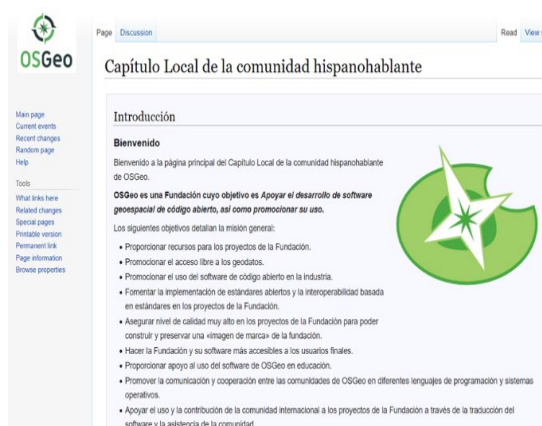 OSGeo
Page Discussion
Read View
Capítulo Local de la comunidad hispanohablante
Main page
Current events
Recent changes
Random page
Help
Tools
What links here
Related changes
Special pages
Printable version
Permanent link
Page information
Browse properties
Introducción
Bienvenido
Bienvenido a la página principal del Capítulo Local de la comunidad hispanohablante
de OSGeo.
OSGeo es una Fundación cuyo objetivo es Apoyar el desarrollo de software
geoespacial de código abierto, así como promocionar su uso.
Los siguientes objetivos detallan la misión general:
• Proporcionar recursos para los proyectos de la Fundación.
• Promocionar el acceso libre a los geodatos.
• Promocionar el uso del software de código abierto en la industria.
• Fomentar la implementación de estándares abiertos y la interoperabilidad basada
en estándares en los proyectos de la Fundación.
• Asegurar nivel de calidad muy alto en los proyectos de la Fundación para poder
construir y preservar una «imagen de marca» de la fundación.
• Hacer la Fundación y su software más accesibles a los usuarios finales.
• Proporcionar apoyo al uso del software de OSGeo en educación.
• Promover la comunicación y cooperación entre las comunidades de OSGeo en diferentes lenguajes de programación y sistemas
operativos.
• Apoyar el uso y la contribución de la comunidad internacional a los proyectos de la Fundación a través de la traducción del
software y la asistencia de la comunidad.